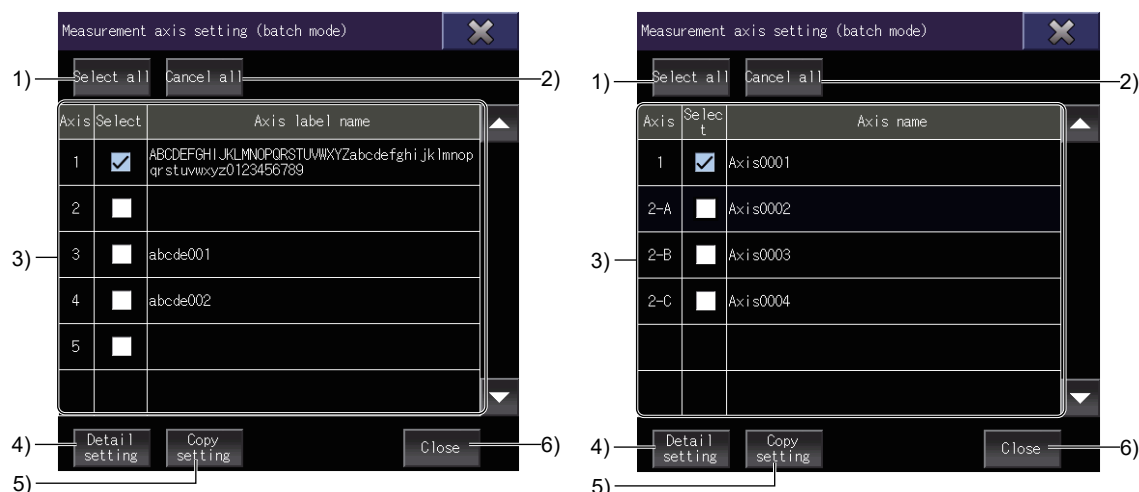 Measurement axis setting (batch mode)
1)
Select all
Cancel all
2)
Axis
Select
Axis label name
1
ABCDEFGHIJKLMNOPQRSTUVWXYZabcdefghijklmnop
qrstuvwxyz0123456789
2
3)
3
abcde001
4
abcde002
5
4)
Detail
setting
Copy
setting
Close
6)
5)
Measurement axis setting (batch mode)
1)
Select all
Cancel all
2)
Axis
Selec
t
Axis name
1
Axis0001
2-A
Axis0002
3)
2-B
Axis0003
2-C
Axis0004
4)
Detail
setting
Copy
setting
Close
6)
5)